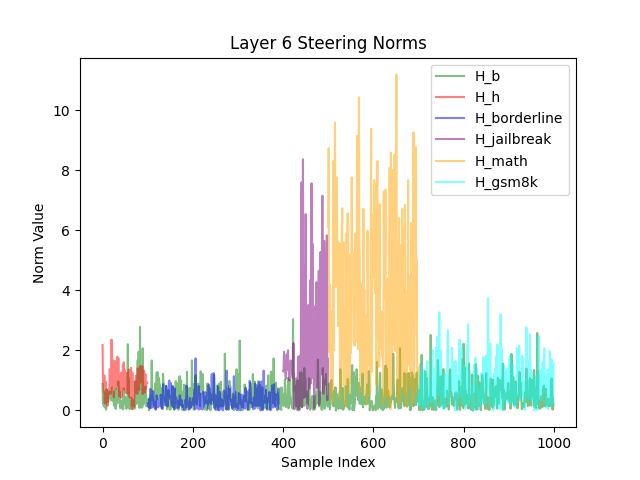 Layer 6 Steering Norms
H_b
H_h
H_borderline
H_jailbreak
H_math
H_gsm8k
Norm Value
10
8
6
4
2
0
0 200 400 600 800 1000
Sample Index